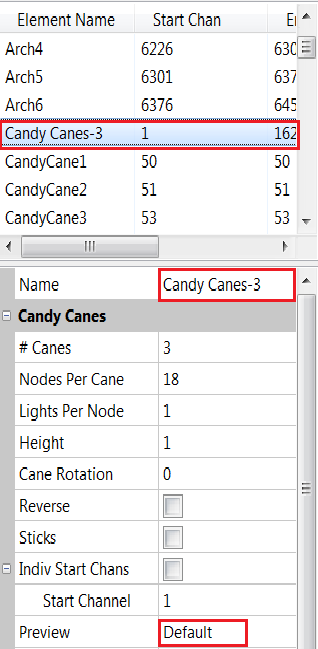 Element Name Start Chan
Arch4 6226 630
Arch5 6301 637
Arch6 6376 645
Candy Canes-3 1 162
CandyCane1 50 50
CandyCane2 51 51
CandyCane3 53 53
Name Candy Canes-3
Candy Canes
# Canes 3
Nodes Per Cane 18
Lights Per Node 1
Height 1
Cane Rotation 0
Reverse
Sticks
Indiv Start Chans
Start Channel 1
Preview Default